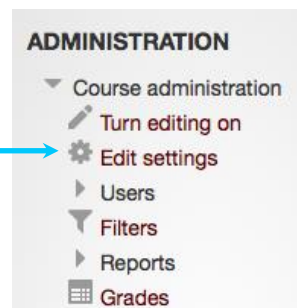 ADMINISTRATION
Course administration
Turn editing on
Edit settings
Users
Filters
Reports
Grades